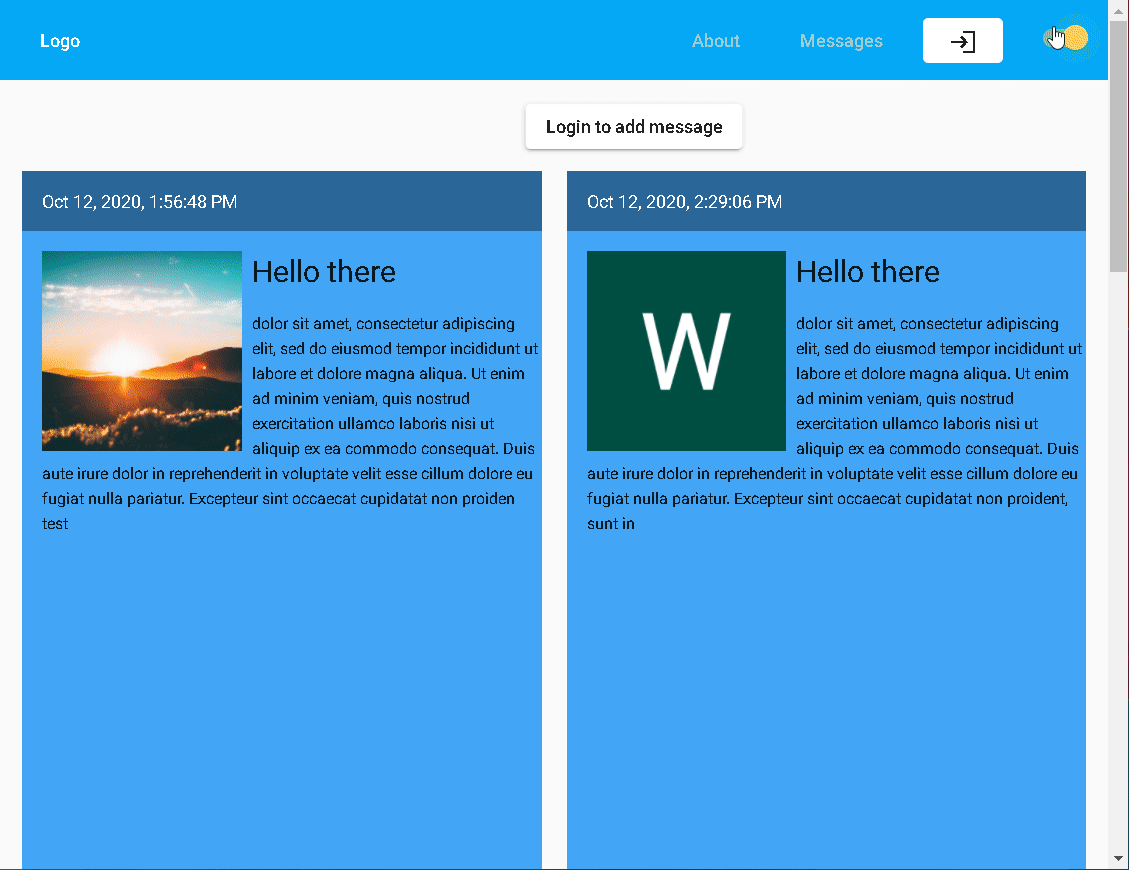 Logo
About
Messages
Login to add message
Oct 12, 2020, 1:56:48 PM
Hello there
dolor sit amet, consectetur adipiscing
elit, sed do eiusmod tempor incididunt ut
labore et dolore magna aliqua. Ut enim
ad minim veniam, quis nostrud
exercitation ullamco laboris nisi ut
aliquip ex ea commodo consequat. Duis
aute irure dolor in reprehenderit in voluptate velit esse cillum dolore eu
fugiat nulla pariatur. Excepteur sint occaecat cupidatat non proiden
test
Oct 12, 2020, 2:29:06 PM
W
Hello there
dolor sit amet, consectetur adipiscing
elit, sed do eiusmod tempor incididunt ut
labore et dolore magna aliqua. Ut enim
ad minim veniam, quis nostrud
exercitation ullamco laboris nisi ut
aliquip ex ea commodo consequat. Duis
aute irure dolor in reprehenderit in voluptate velit esse cillum dolore eu
fugiat nulla pariatur. Excepteur sint occaecat cupidatat non proident,
sunt in